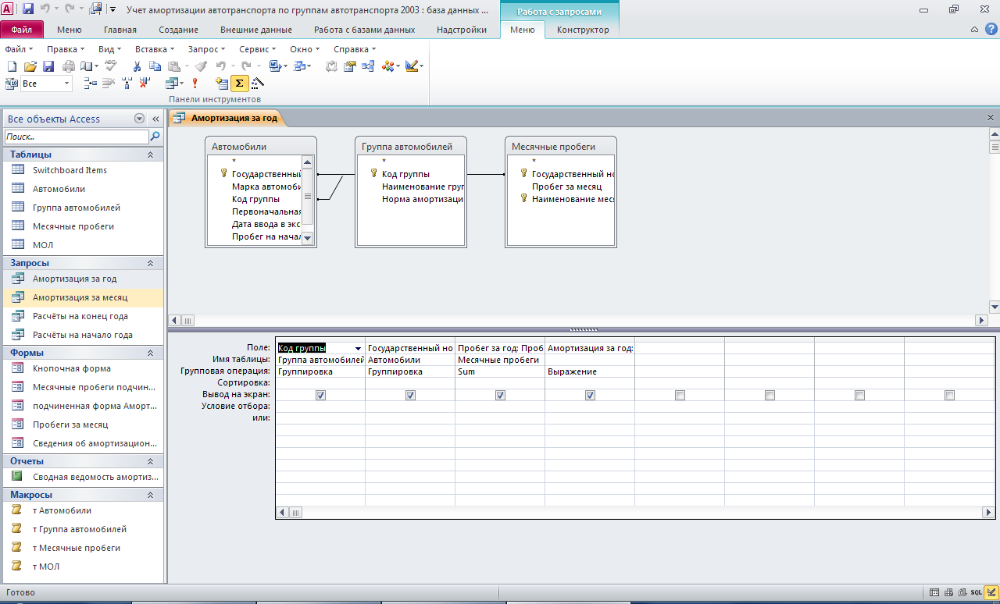 Учет амортизации автотранспорта по группам автотранспорта 2003 : база данных ...
Работа с запросами
Файл Меню Главная Создание Внешние данные Работа с базами данных Надстройки Меню Конструктор
Файл Правка Вид Вставка Запрос Сервис Окно Справка
Все
Панели инструментов
Все объекты Access
Поиск...
Таблицы
Switchboard Items
Автомобили
Группа автомобилей
Месячные пробеги
МОЛ
Запросы
Амортизация за год
Амортизация за месяц
Расчёты на конец года
Расчёты на начало года
Формы
Кнопочная форма
Месячные пробеги подчин...
подчиненная форма Аморт...
Пробеги за месяц
Сведения об амортизацион...
Отчеты
Сводная ведомость амортиз...
Макросы
т Автомобили
т Группа автомобилей
т Месячные пробеги
т МОЛ
Амортизация за год
Автомобили
*
Государственный
Марка автомоби
Код группы
Первоначальная
Дата ввода в экс
Пробег на начал
Группа автомобилей
*
Код группы
Наименование груп
Норма амортизаци
Месячные пробеги
*
Государственный но
Пробег за месяц
Наименование меся
Поле: Код группы Государственный но Пробег за год: Проб Амортизация за год:
Имя таблицы: Группа автомобилей Автомобили Месячные пробеги
Групповая операция: Группировка Группировка Sum Выражение
Сортировка:
Вывод на экран:
Условие отбора:
или:
Готово
SQL